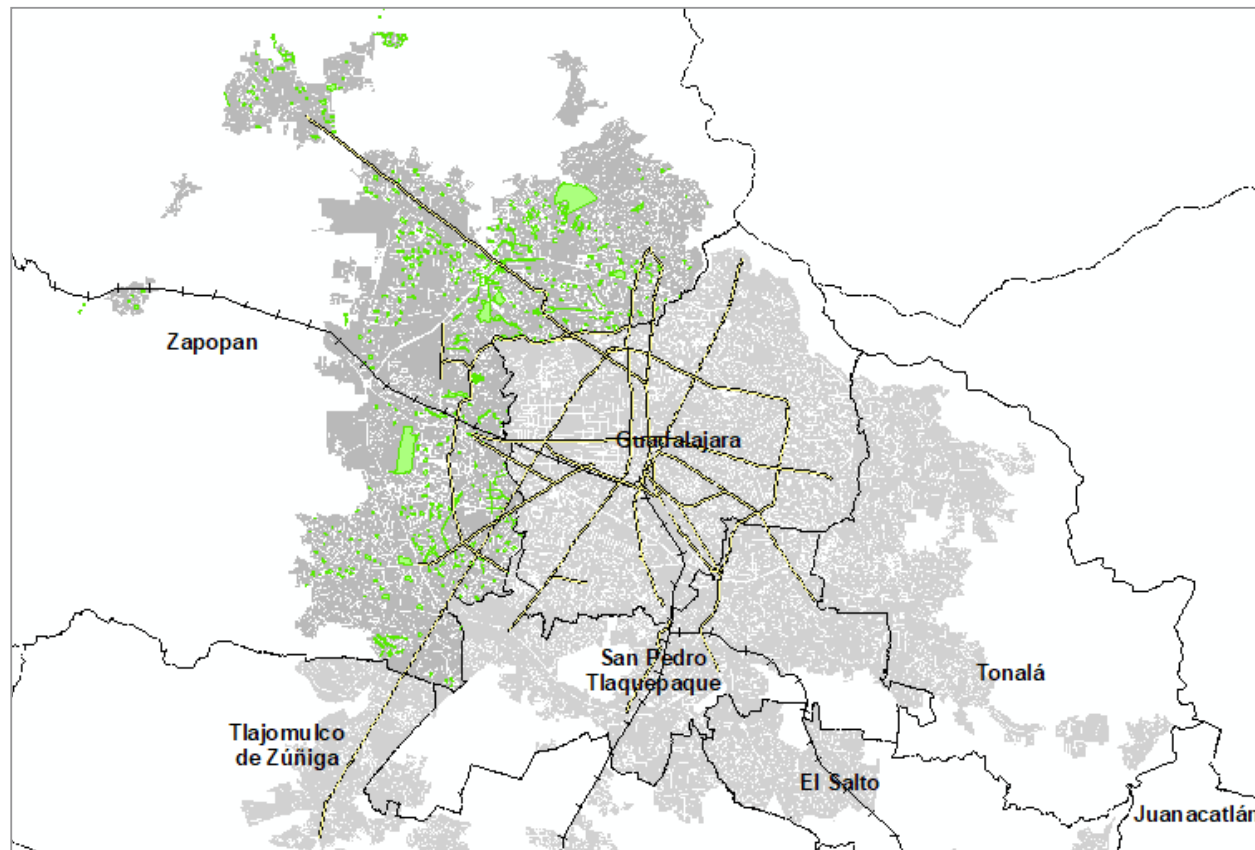 Zapopan
Guadalajara
San Pedro
Tlaquepaque
Tonalá
Tlajomulco
de Zúñiga
El Salto
Juanacatlán